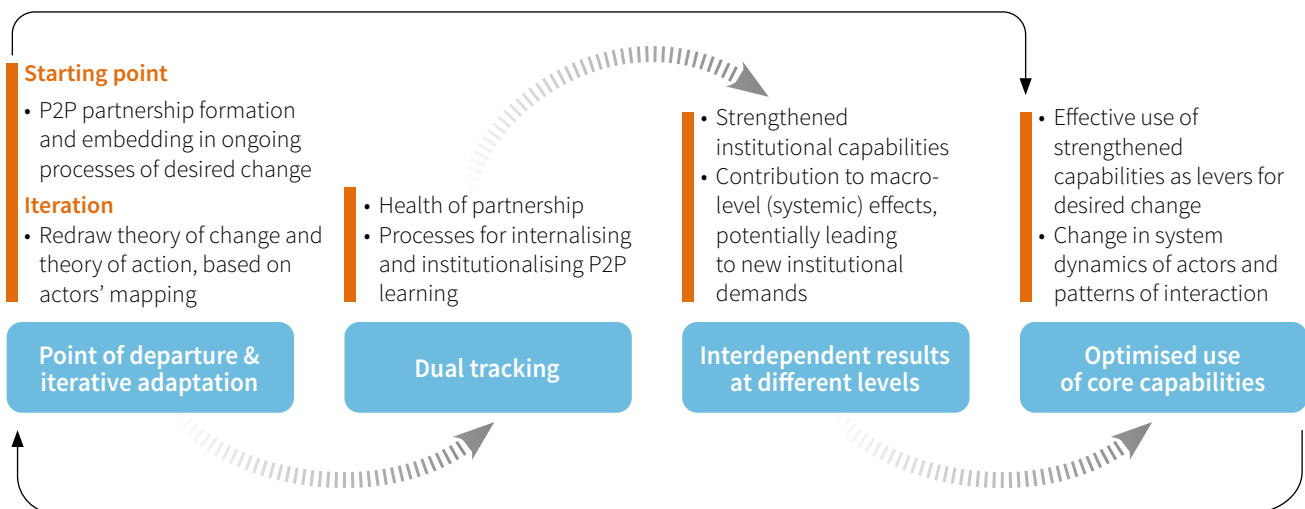 Starting point
• P2P partnership formation
and embedding in ongoing
processes of desired change
Iteration
• Redraw theory of change and
theory of action, based on
actors’ mapping
Point of departure &
iterative adaptation
• Health of partnership
• Processes for internalising
and institutionalising P2P
learning
Dual tracking
• Strengthened
institutional capabilities
• Contribution to macro-
level (systemic) effects,
potentially leading
to new institutional
demands
Interdependent results
at different levels
• Effective use of
strengthened
capabilities as levers for
desired change
• Change in system
dynamics of actors and
patterns of interaction
Optimised use
of core capabilities